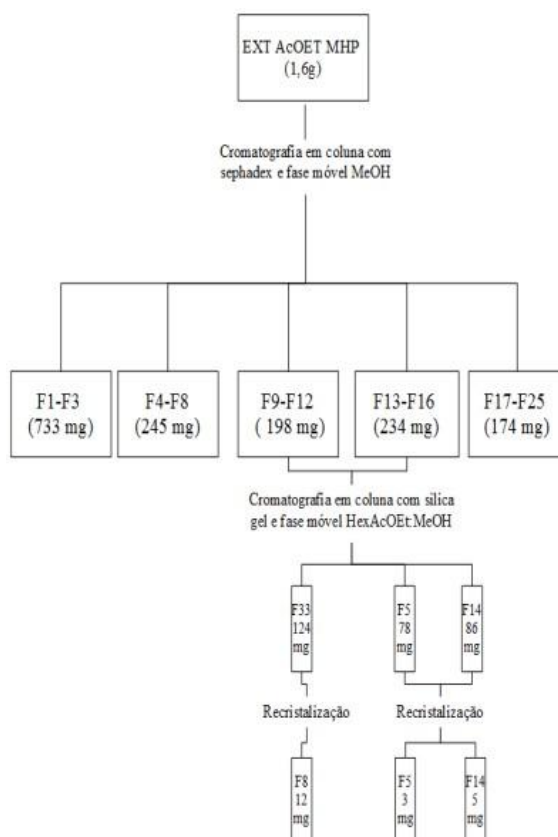 EXT AcOET MHP
(1,6g)
Cromatografia em coluna com
sephadex e fase móvel MeOH
F1-F3
(733 mg)
F4-F8
(245 mg)
F9-F12
( 198 mg)
F13-F16
(234 mg)
F17-F25
(174 mg)
Cromatografia em coluna com sílica
gel e fase móvel HexAcOEt:MeOH
F33
124
mg
F5
78
mg
F14
86
mg
Recristalização
Recristalização
F8
12
mg
F5
3
mg
F14
5
mg